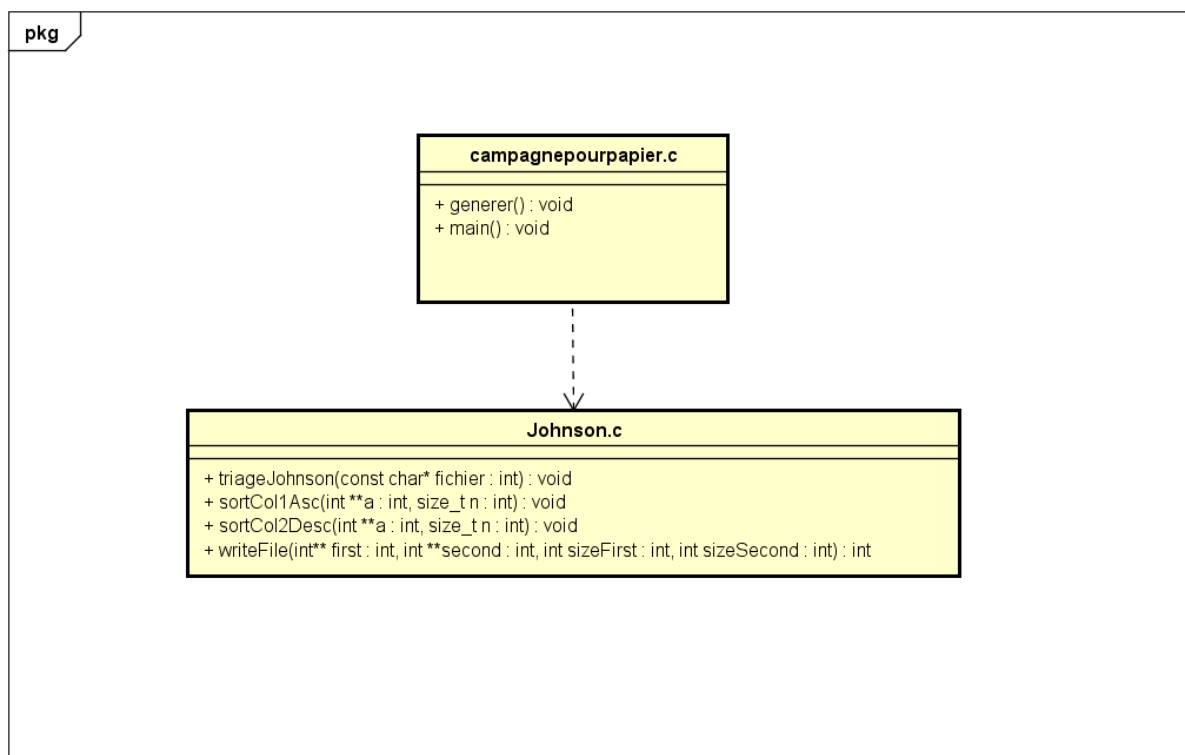 pkg
campagnepourpapier.c
+ generer() : void
+ main() : void
Johnson.c
+ triageJohnson(const char* fichier : int) : void
+ sortCol1Asc(int **a : int, size_t n : int) : void
+ sortCol2Desc(int **a : int, size_t n : int) : void
+ writeFile(int** first : int, int **second : int, int sizeFirst : int, int sizeSecond : int) : int